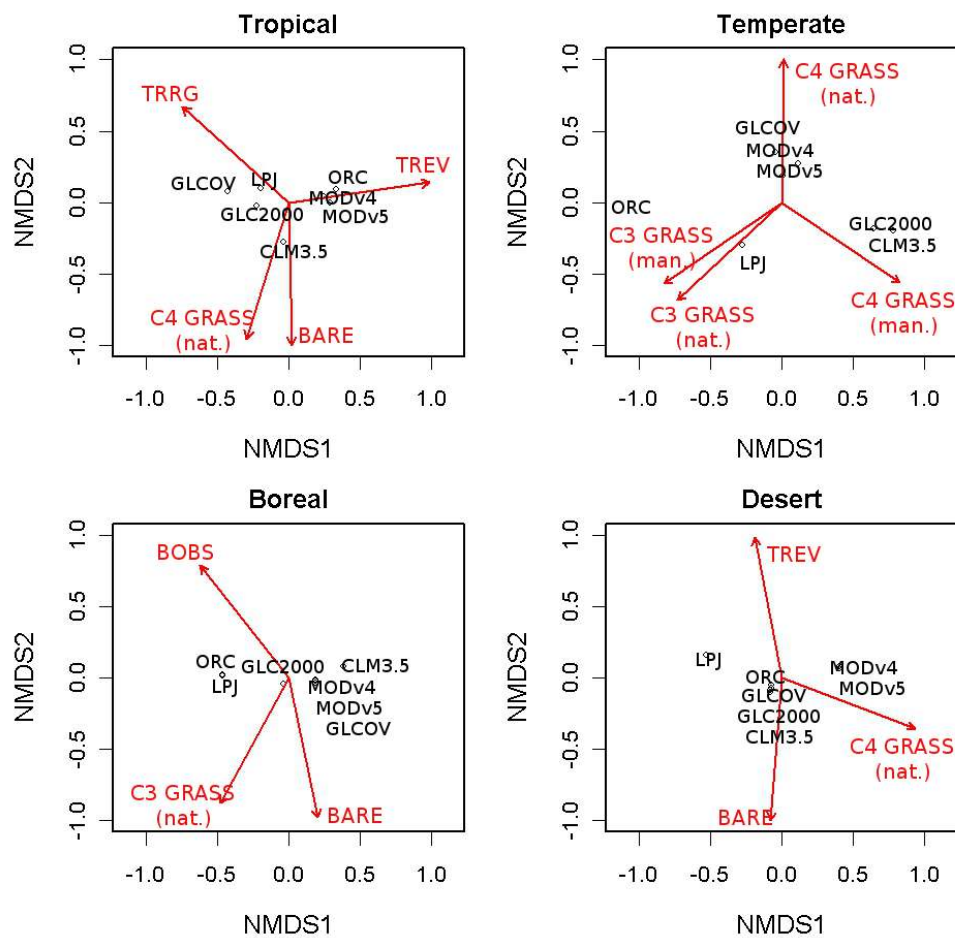 Tropical
NMDS2
1.0
0.5
0.0
-0.5
-1.0
TRRG
TREV
GLCOV
LPJ
ORC
MODv4
GLC2000
MODv5
CLM3.5
C4 GRASS
(nat.)
BARE
-1.0 -0.5 0.0 0.5 1.0
NMDS1
Temperate
NMDS2
1.0
0.5
0.0
-0.5
-1.0
C4 GRASS
(nat.)
GLCOV
MODv4
MODv5
ORC
C3 GRASS
(man.)
GLC2000
CLM3.5
LPJ
C3 GRASS
(nat.)
C4 GRASS
(man.)
-1.0 -0.5 0.0 0.5 1.0
NMDS1
Boreal
NMDS2
1.0
0.5
0.0
-0.5
-1.0
BOBS
ORC
GLC2000
CLM3.5
LPJ
MODv4
MODv5
GLCOV
C3 GRASS
(nat.)
BARE
-1.0 -0.5 0.0 0.5 1.0
NMDS1
Desert
NMDS2
1.0
0.5
0.0
-0.5
-1.0
TREV
LPJ
ORC
MODv4
GLCOV
MODv5
GLC2000
CLM3.5
C4 GRASS
(nat.)
BARE
-1.0 -0.5 0.0 0.5 1.0
NMDS1